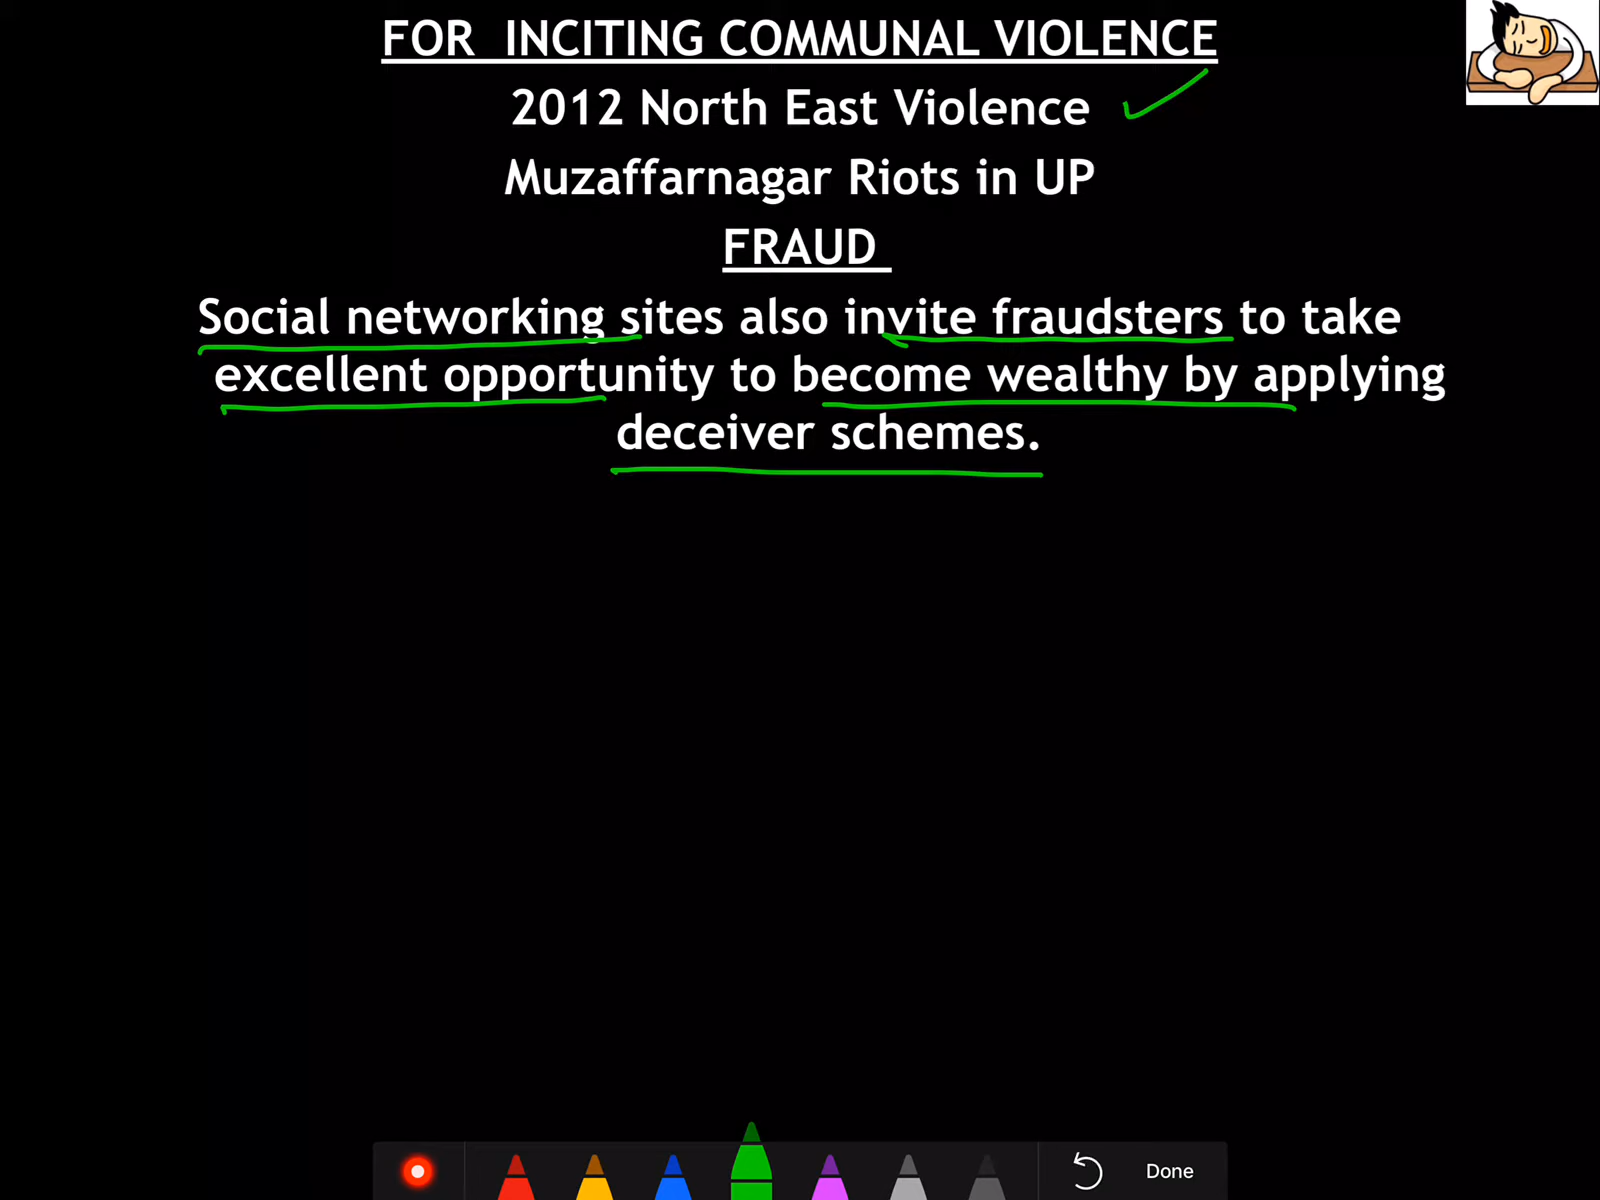 FOR INCITING COMMUNAL VIOLENCE
2012 North East Violence
Muzaffarnagar Riots in UP
FRAUD
Social networking sites also invite fraudsters to take
excellent opportunity to become wealthy by applying
deceiver schemes.
Done